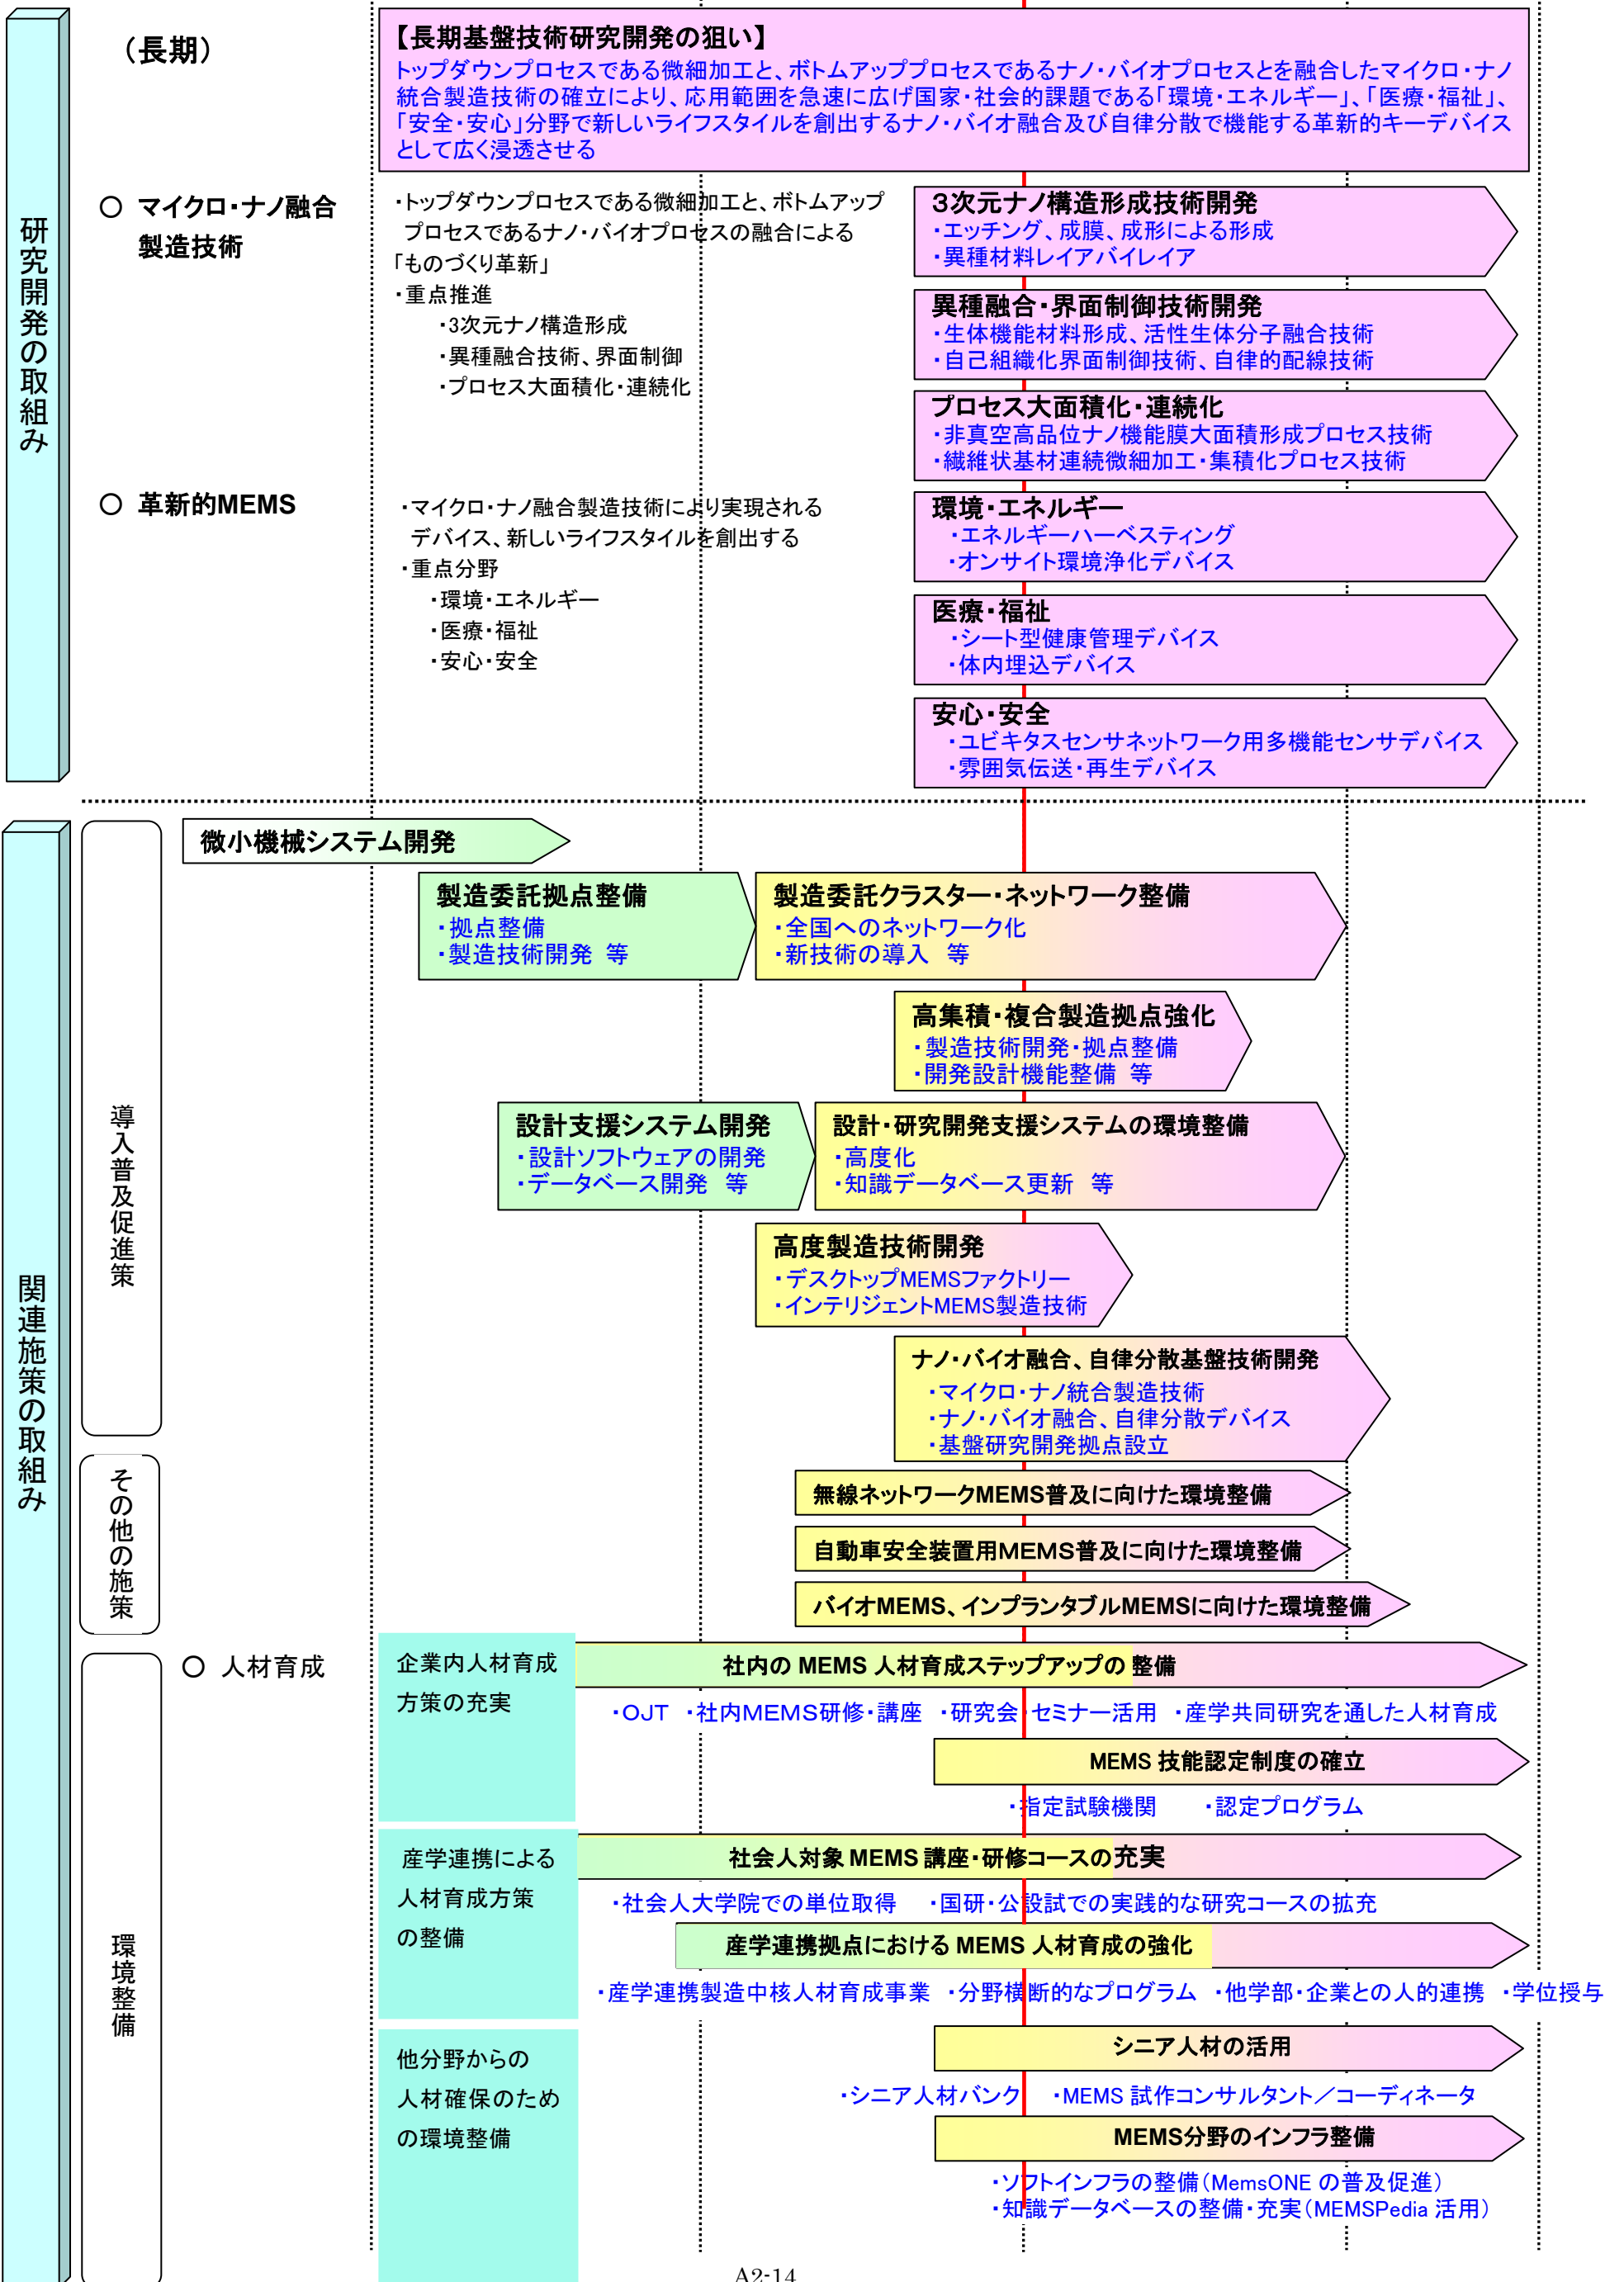 研究開発の取組み
（長期）
【長期基盤技術研究開発の狙い】
トップダウンプロセスである微細加工と、ボトムアッププロセスであるナノ・バイオプロセスとを融合したマイクロ・ナノ
統合製造技術の確立により、応用範囲を急速に広げ国家・社会的課題である「環境・エネルギー」、「医療・福祉」、
「安全・安心」分野で新しいライフスタイルを創出するナノ・バイオ融合及び自律分散で機能する革新的キーデバイス
として広く浸透させる
○ マイクロ・ナノ融合
製造技術
・トップダウンプロセスである微細加工と、ボトムアップ
プロセスであるナノ・バイオプロセスの融合による
「ものづくり革新」
・重点推進
・3次元ナノ構造形成
・異種融合技術、界面制御
・プロセス大面積化・連続化
３次元ナノ構造形成技術開発
・エッチング、成膜、成形による形成
・異種材料レイアバイレイア
異種融合・界面制御技術開発
・生体機能材料形成、活性生体分子融合技術
・自己組織化界面制御技術、自律的配線技術
プロセス大面積化・連続化
・非真空高品位ナノ機能膜大面積形成プロセス技術
・繊維状基材連続微細加工・集積化プロセス技術
○ 革新的MEMS
・マイクロ・ナノ融合製造技術により実現される
デバイス、新しいライフスタイルを創出する
・重点分野
・環境・エネルギー
・医療・福祉
・安心・安全
環境・エネルギー
・エネルギーハーベスティング
・オンサイト環境浄化デバイス
医療・福祉
・シート型健康管理デバイス
・体内埋込デバイス
安心・安全
・ユビキタスセンサネットワーク用多機能センサデバイス
・雰囲気伝送・再生デバイス
関連施策の取組み
導入普及促進策
微小機械システム開発
製造委託拠点整備
・拠点整備
・製造技術開発 等
製造委託クラスター・ネットワーク整備
・全国へのネットワーク化
・新技術の導入 等
高集積・複合製造拠点強化
・製造技術開発・拠点整備
・開発設計機能整備 等
設計支援システム開発
・設計ソフトウェアの開発
・データベース開発 等
設計・研究開発支援システムの環境整備
・高度化
・知識データベース更新 等
高度製造技術開発
・デスクトップMEMSファクトリー
・インテリジェントMEMS製造技術
ナノ・バイオ融合、自律分散基盤技術開発
・マイクロ・ナノ統合製造技術
・ナノ・バイオ融合、自律分散デバイス
・基盤研究開発拠点設立
その他の施策
無線ネットワークMEMS普及に向けた環境整備
自動車安全装置用MEMS普及に向けた環境整備
バイオMEMS、インプランタブルMEMSに向けた環境整備
環境整備
○ 人材育成
企業内人材育成
方策の充実
社内の MEMS 人材育成ステップアップの整備
・OJT ・社内MEMS研修・講座 ・研究会・セミナー活用 ・産学共同研究を通した人材育成
MEMS 技能認定制度の確立
・指定試験機関 ・認定プログラム
産学連携による
人材育成方策
の整備
社会人対象 MEMS 講座・研修コースの充実
・社会人大学院での単位取得 ・国研・公設試での実践的な研究コースの拡充
産学連携拠点における MEMS 人材育成の強化
・産学連携製造中核人材育成事業 ・分野横断的なプログラム ・他学部・企業との人的連携 ・学位授与
他分野からの
人材確保のため
の環境整備
シニア人材の活用
・シニア人材バンク ・MEMS 試作コンサルタント／コーディネータ
MEMS分野のインフラ整備
・ソフトインフラの整備（MemsONE の普及促進）
・知識データベースの整備・充実（MEMSPedia 活用）
A2-14